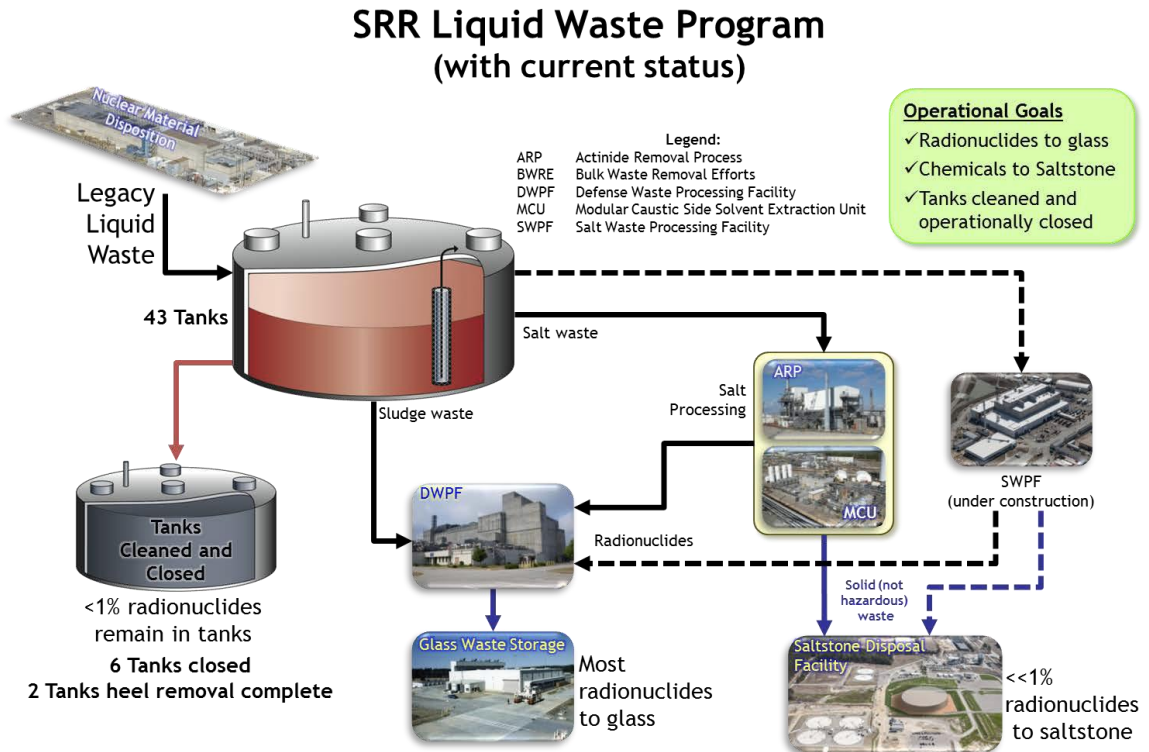 SRR Liquid Waste Program
(with current status)
Nuclear Material
Disposition
Legend:
ARP Actinide Removal Process
BWRE Bulk Waste Removal Efforts
DWPF Defense Waste Processing Facility
MCU Modular Caustic Side Solvent Extraction Unit
SWPF Salt Waste Processing Facility
Operational Goals
✓Radionuclides to glass
✓Chemicals to Saltstone
✓Tanks cleaned and
operationally closed
Legacy
Liquid
Waste
43 Tanks
Salt waste
Sludge waste
Salt
Processing
ARP
MCU
SWPF
(under construction)
DWPF
Radionuclides
Tanks
Cleaned and
Closed
<1% radionuclides
remain in tanks
6 Tanks closed
2 Tanks heel removal complete
Solid (not
hazardous)
waste
Glass Waste Storage
Most
radionuclides
to glass
Saltstone Disposal
Facility
<<1%
radionuclides
to saltstone